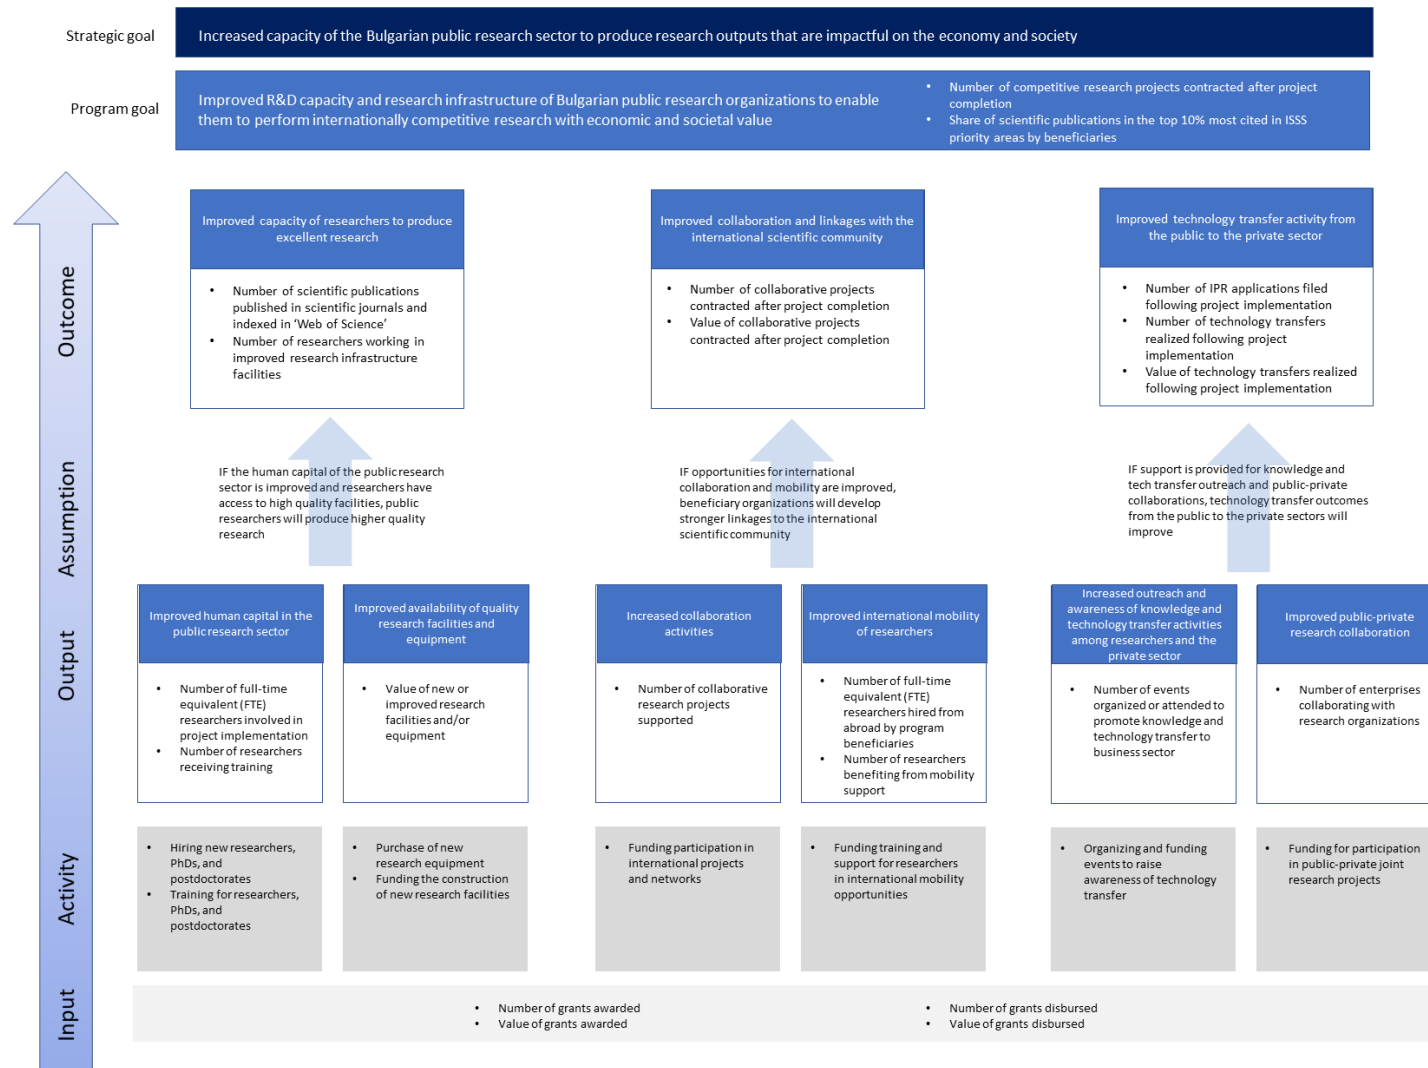 Strategic goal
Increased capacity of the Bulgarian public research sector to produce research outputs that are impactful on the economy and society
Program goal
Improved R&D capacity and research infrastructure of Bulgarian public research organizations to enable
them to perform internationally competitive research with economic and societal value
• Number of competitive research projects contracted after project
completion
• Share of scientific publications in the top 10% most cited in ISSS
priority areas by beneficiaries
Outcome
Improved capacity of researchers to produce
excellent research
• Number of scientific publications
published in scientific journals and
indexed in ‘Web of Science’
• Number of researchers working in
improved research infrastructure
facilities
Improved collaboration and linkages with the
international scientific community
• Number of collaborative projects
contracted after project completion
• Value of collaborative projects
contracted after project completion
Improved technology transfer activity from
the public to the private sector
• Number of IPR applications filed
following project implementation
• Number of technology transfers
realized following project
implementation
• Value of technology transfers realized
following project implementation
Assumption
IF the human capital of the public research
sector is improved and researchers have
access to high quality facilities, public
researchers will produce higher quality
research
IF opportunities for international
collaboration and mobility are improved,
beneficiary organizations will develop
stronger linkages to the international
scientific community
IF support is provided for knowledge and
tech transfer outreach and public-private
collaborations, technology transfer outcomes
from the public to the private sectors will
improve
Output
Improved human capital in the
public research sector
• Number of full-time
equivalent (FTE)
researchers involved in
project implementation
• Number of researchers
receiving training
Improved availability of quality
research facilities and
equipment
• Value of new or
improved research
facilities and/or
equipment
Increased collaboration
activities
• Number of collaborative
research projects
supported
Improved international mobility
of researchers
• Number of full-time
equivalent (FTE)
researchers hired from
abroad by program
beneficiaries
• Number of researchers
benefiting from mobility
support
Increased outreach and
awareness of knowledge and
technology transfer activities
among researchers and the
private sector
• Number of events
organized or attended to
promote knowledge and
technology transfer to
business sector
Improved public-private
research collaboration
• Number of enterprises
collaborating with
research organizations
Activity
• Hiring new researchers,
PhDs, and
postdoctorates
• Training for researchers,
PhDs, and
postdoctorates
• Purchase of new
research equipment
• Funding the construction
of new research facilities
• Funding participation in
international projects
and networks
• Funding training and
support for researchers
in international mobility
opportunities
• Organizing and funding
events to raise
awareness of technology
transfer
• Funding for participation
in public-private joint
research projects
Input
• Number of grants awarded
• Value of grants awarded
• Number of grants disbursed
• Value of grants disbursed